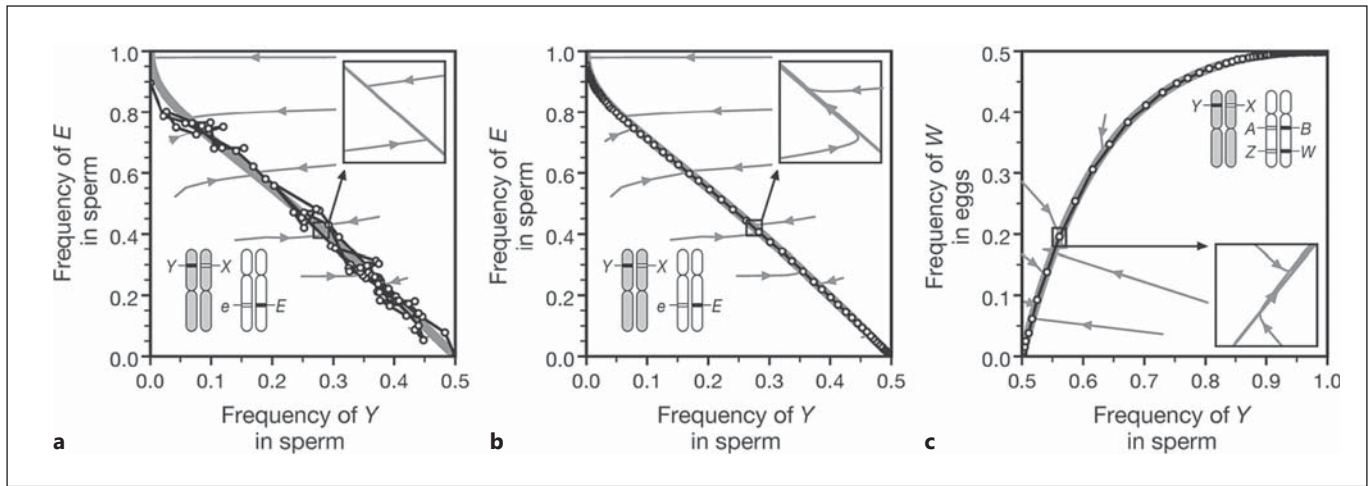 Frequency of E
in sperm
1.0
0.8
0.6
0.4
0.2
0.0
0.0 0.1 0.2 0.3 0.4 0.5
Y X
e E
Frequency of Y
in sperm
a
Frequency of E
in sperm
1.0
0.8
0.6
0.4
0.2
0.0
0.0 0.1 0.2 0.3 0.4 0.5
Y X
e E
Frequency of Y
in sperm
b
Frequency of W
in eggs
0.5
0.4
0.3
0.2
0.1
0.0
0.5 0.6 0.7 0.8 0.9 1.0
Y X
A B
Z W
Frequency of Y
in sperm
c